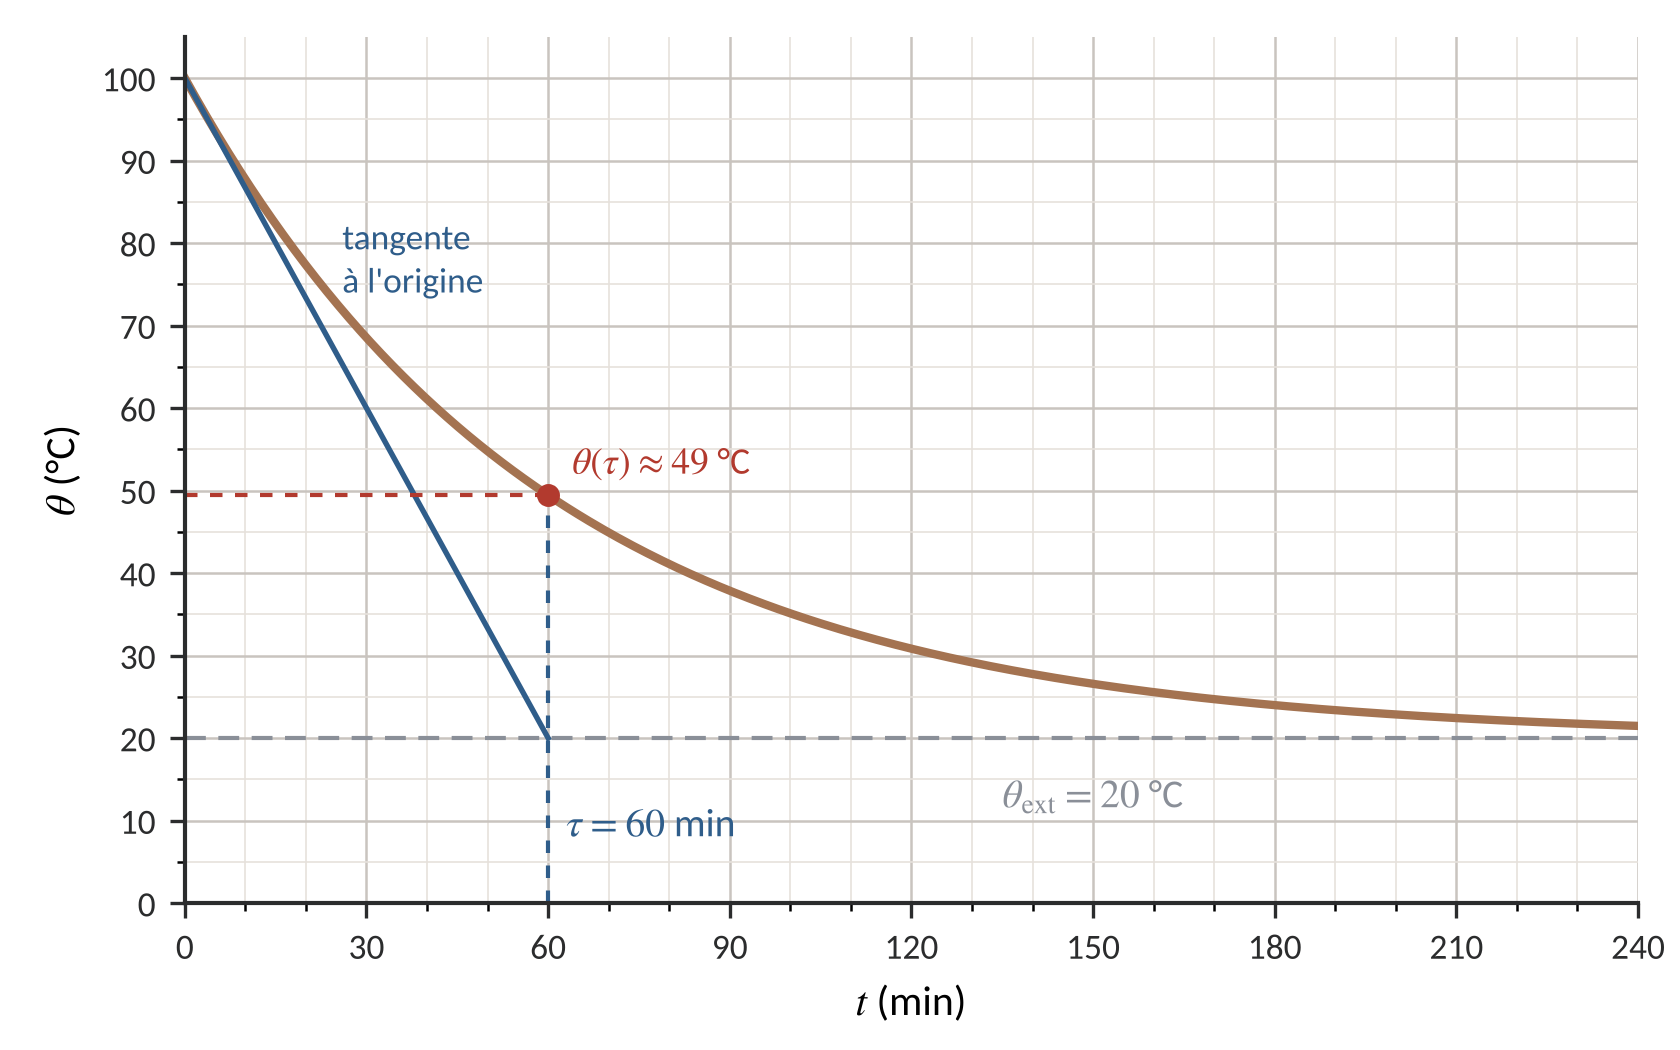 100
90
80
70
60
50
40
30
20
10
0
θ (°C)
tangente
à l'origine
θ(τ) ≈ 49 °C
θext = 20 °C
τ = 60 min
0 30 60 90 120 150 180 210 240
t (min)